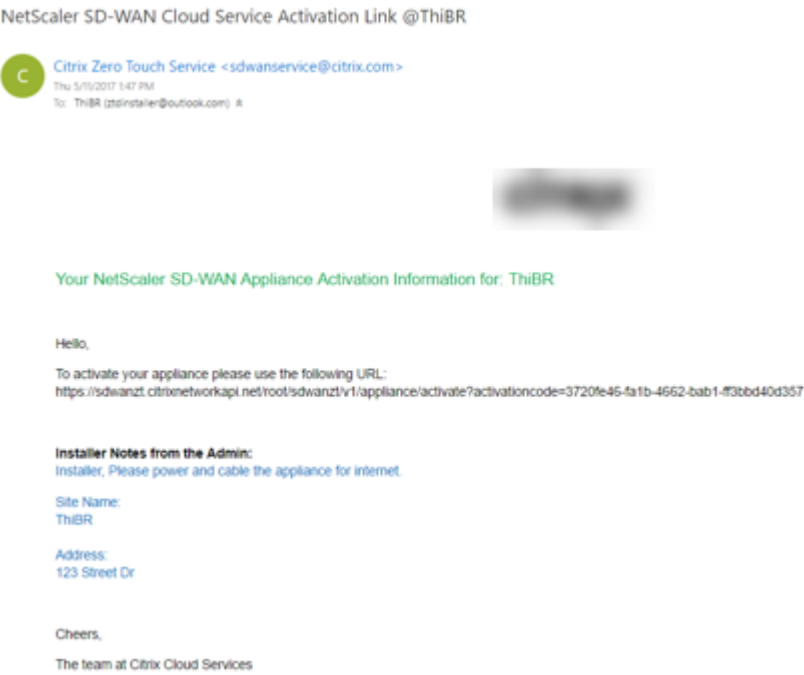 NetScaler SD-WAN Cloud Service Activation Link @ThiBR
C
Citrix Zero Touch Service <sdwanservice@citrix.com>
Thu 5/11/2017 1:47 PM
To: ThiBR (ztdinstaller@outlook.com)
Your NetScaler SD-WAN Appliance Activation Information for: ThiBR
Hello,
To activate your appliance please use the following URL:
https://sdwanzt.citrixnetworkapi.net/root/sdwanzt/v1/appliance/activate?activationcode=3720fe46-fa1b-4662-bab1-ff3bbd40d357
Installer Notes from the Admin:
Installer, Please power and cable the appliance for internet.
Site Name:
ThiBR
Address:
123 Street Dr
Cheers,
The team at Citrix Cloud Services